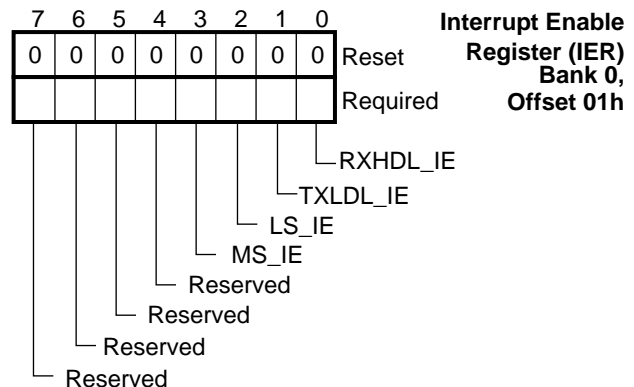 7 6 5 4 3 2 1 0
Interrupt Enable
Register (IER)
Bank 0,
Offset 01h
0 0 0 0 0 0 0 0 Reset
Required
RXHDL_IE
TXLDL_IE
LS_IE
MS_IE
Reserved
Reserved
Reserved
Reserved